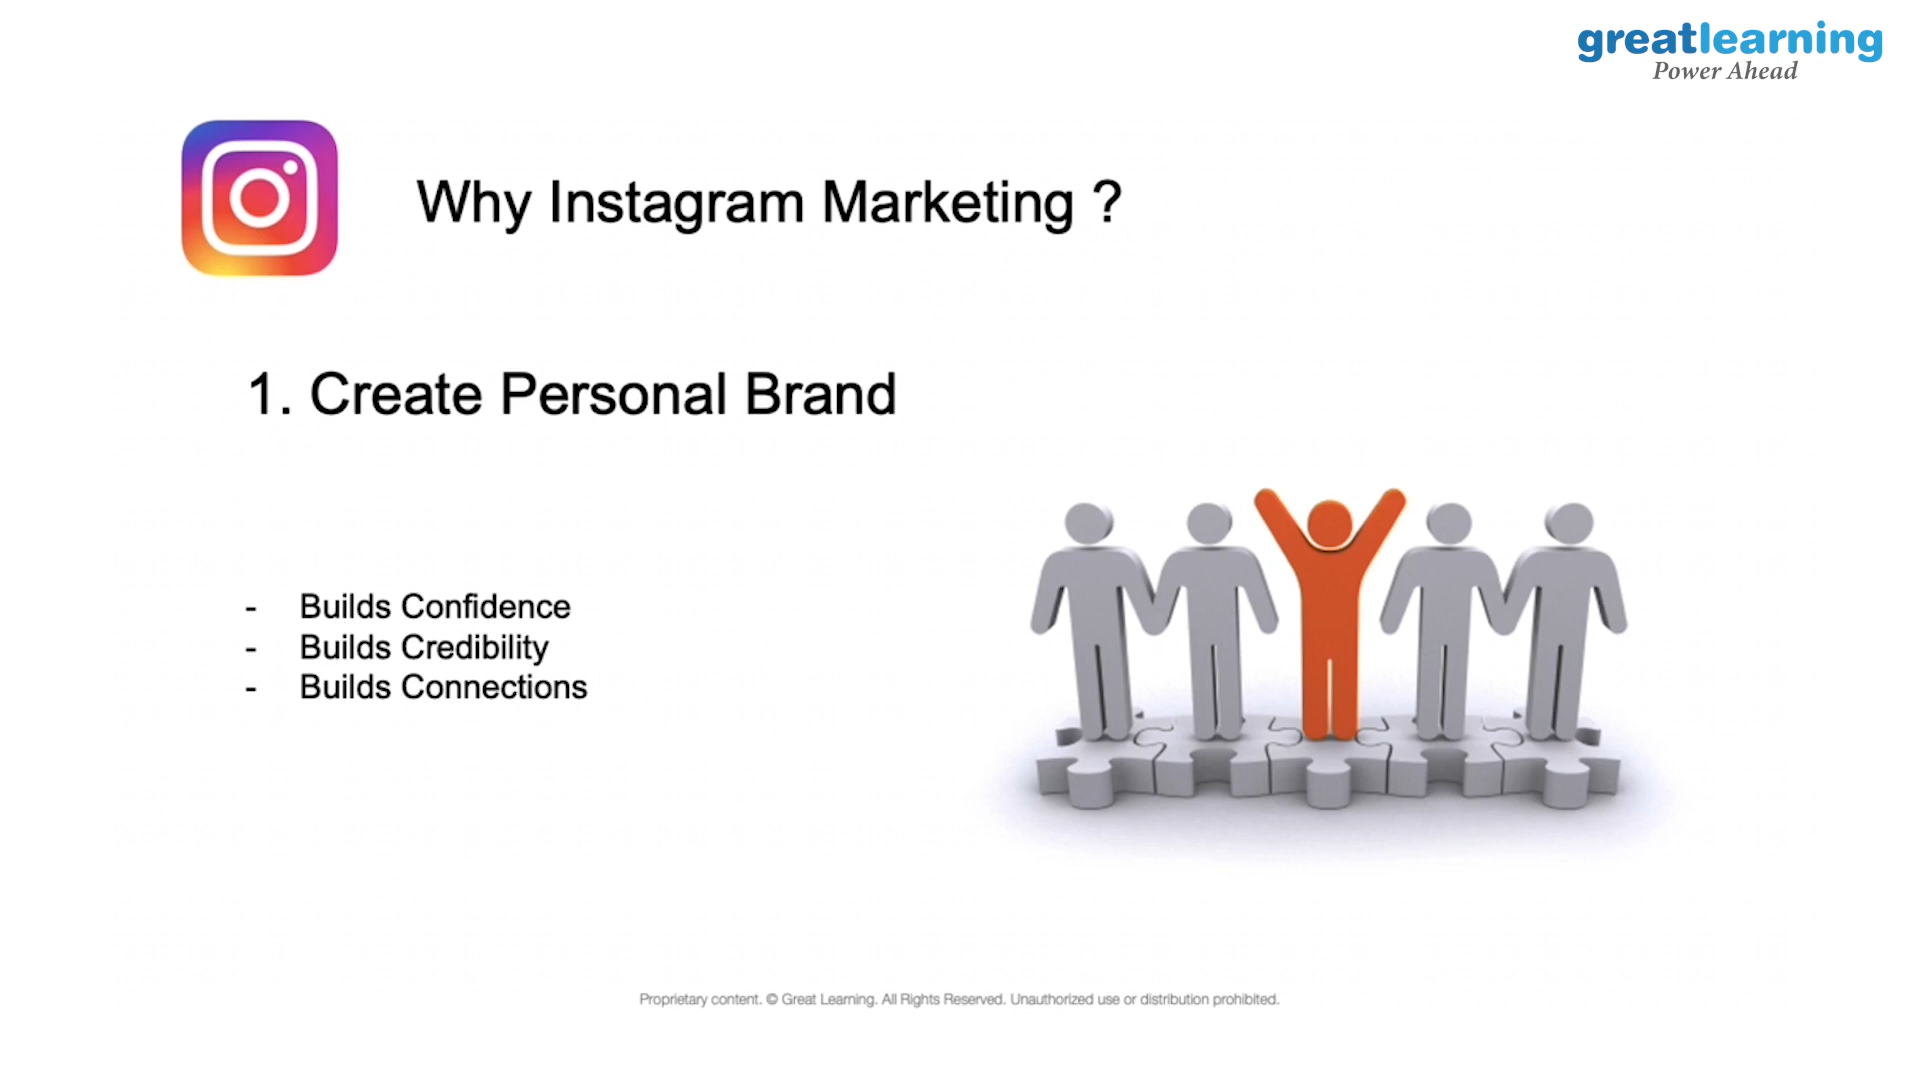 greatlearning
Power Ahead
Why Instagram Marketing ?
1. Create Personal Brand
- Builds Confidence
- Builds Credibility
- Builds Connections
Proprietary content. © Great Learning. All Rights Reserved. Unauthorized use or distribution prohibited.